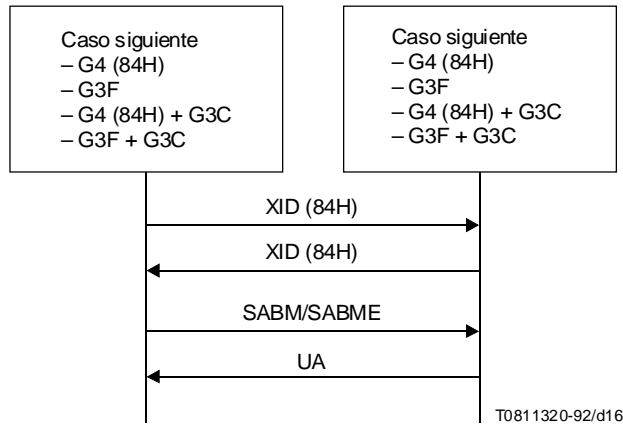 Caso siguiente
– G4 (84H)
– G3F
– G4 (84H) + G3C
– G3F + G3C
Caso siguiente
– G4 (84H)
– G3F
– G4 (84H) + G3C
– G3F + G3C
XID (84H)
XID (84H)
SABM/SABME
UA
T0811320-92/d16